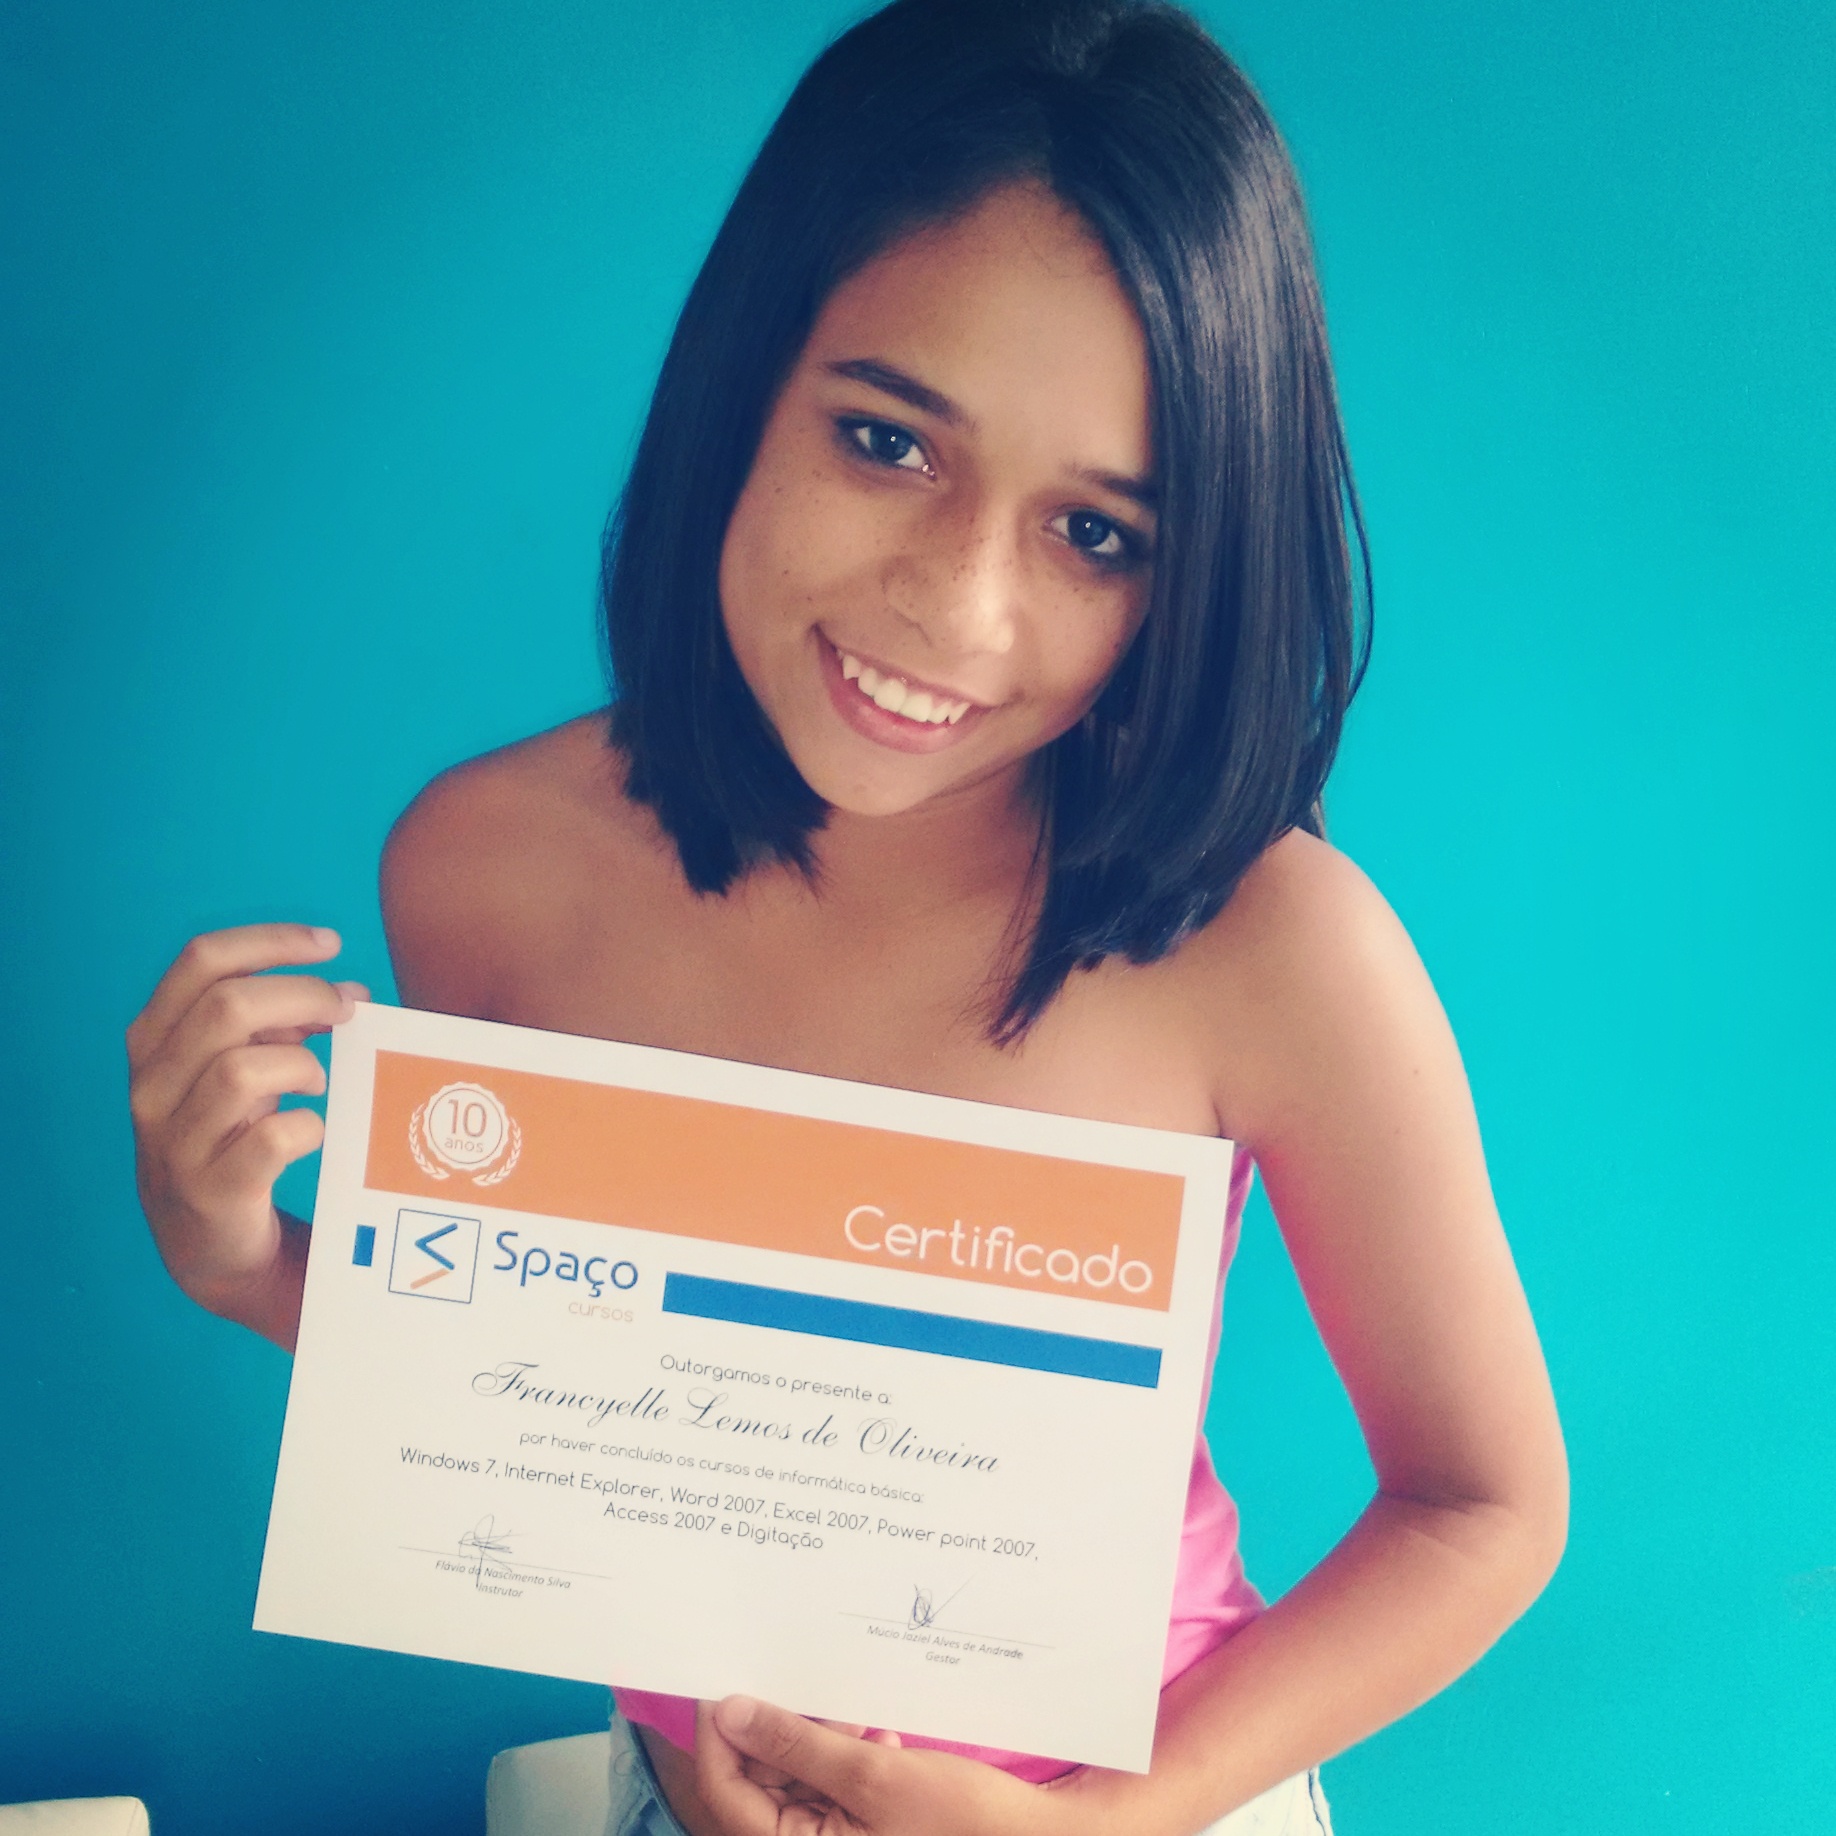 10
anos
Certificado
Spaço
cursos
Outorgamos o presente a:
Francyelle Lemos de Oliveira
por haver concluído os cursos de informática básica:
Windows 7, Internet Explorer, Word 2007, Excel 2007, Power point 2007,
Access 2007 e Digitação
Flávio do Nascimento Silva
Instrutor
Múcio Jaziel Alves de Andrade
Gestor